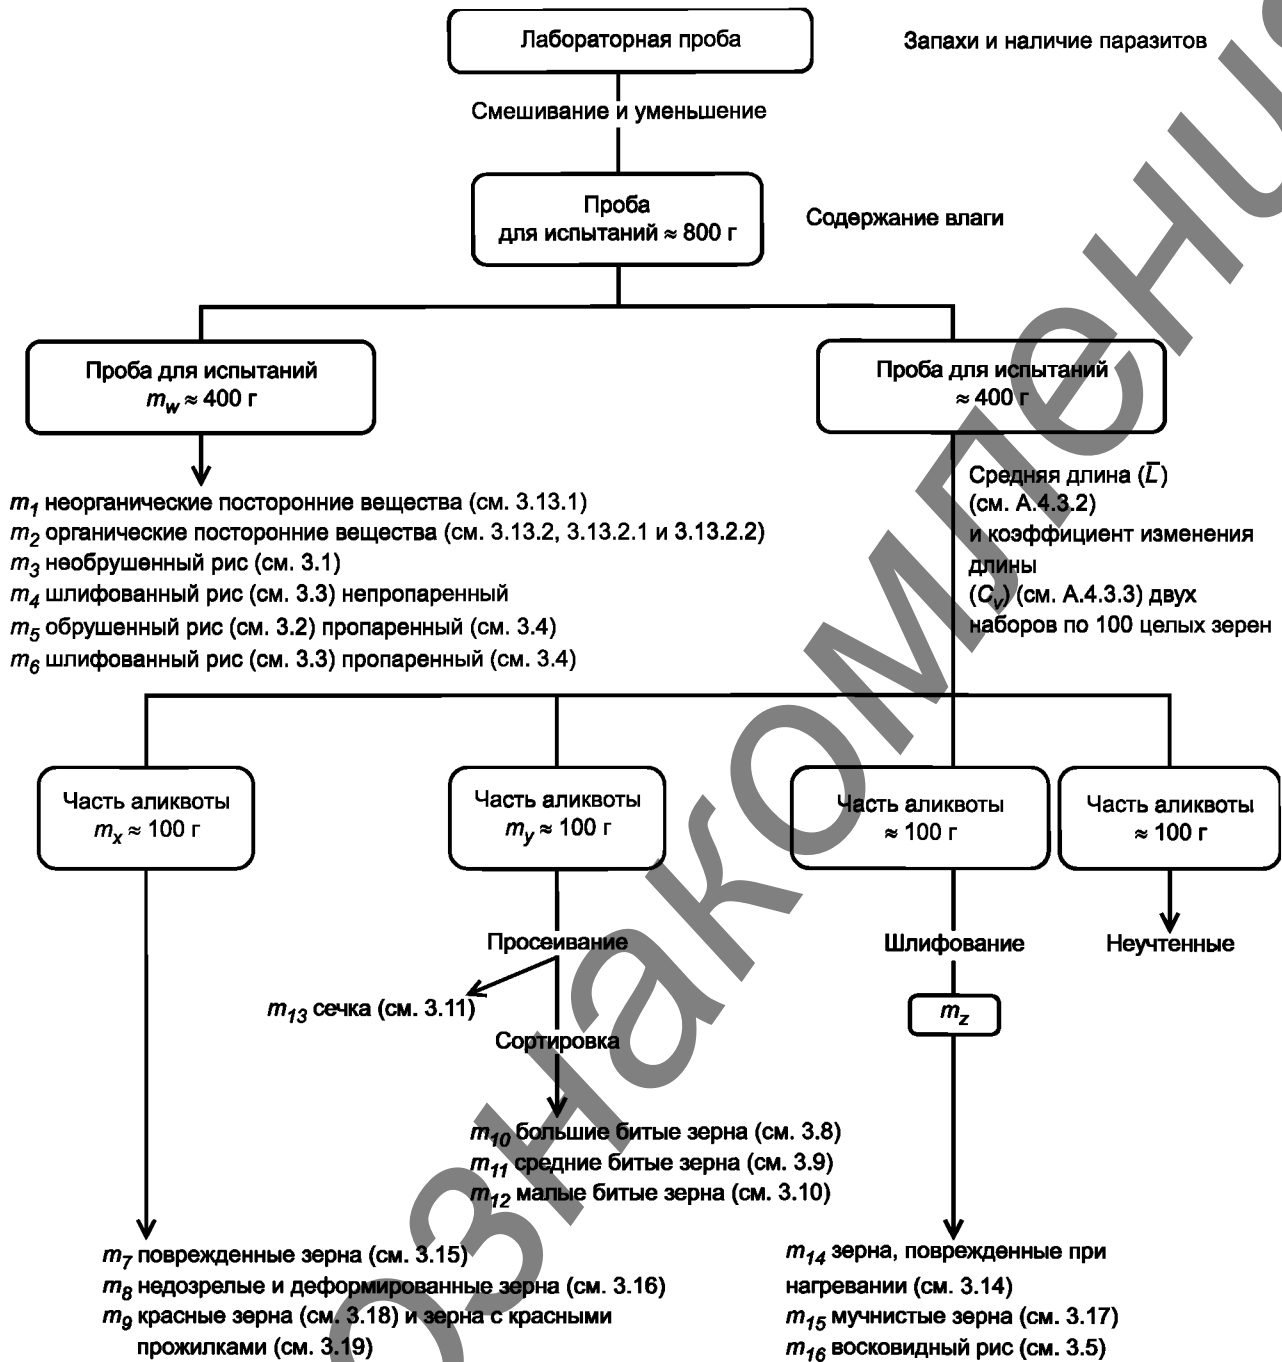 Лабораторная проба
Запахи и наличие паразитов
Смешивание и уменьшение
Проба
для испытаний ≈ 800 г
Содержание влаги
Проба для испытаний
m_w ≈ 400 г
Проба для испытаний
≈ 400 г
m_1 неорганические посторонние вещества (см. 3.13.1)
m_2 органические посторонние вещества (см. 3.13.2, 3.13.2.1 и 3.13.2.2)
m_3 необрушенный рис (см. 3.1)
m_4 шлифованный рис (см. 3.3) непропаренный
m_5 обрушенный рис (см. 3.2) пропаренный (см. 3.4)
m_6 шлифованный рис (см. 3.3) пропаренный (см. 3.4)
Средняя длина (L̅)
(см. А.4.3.2)
и коэффициент изменения
длины
(C_v) (см. А.4.3.3) двух
наборов по 100 целых зерен
Часть аликвоты
m_x ≈ 100 г
Часть аликвоты
m_y ≈ 100 г
Часть аликвоты
≈ 100 г
Часть аликвоты
≈ 100 г
Просеивание
Шлифование
Неучтенные
m_13 сечка (см. 3.11)
m_z
Сортировка
m_10 большие битые зерна (см. 3.8)
m_11 средние битые зерна (см. 3.9)
m_12 малые битые зерна (см. 3.10)
m_7 поврежденные зерна (см. 3.15)
m_8 недозрелые и деформированные зерна (см. 3.16)
m_9 красные зерна (см. 3.18) и зерна с красными
прожилками (см. 3.19)
m_14 зерна, поврежденные при
нагревании (см. 3.14)
m_15 мучнистые зерна (см. 3.17)
m_16 восковидный рис (см. 3.5)